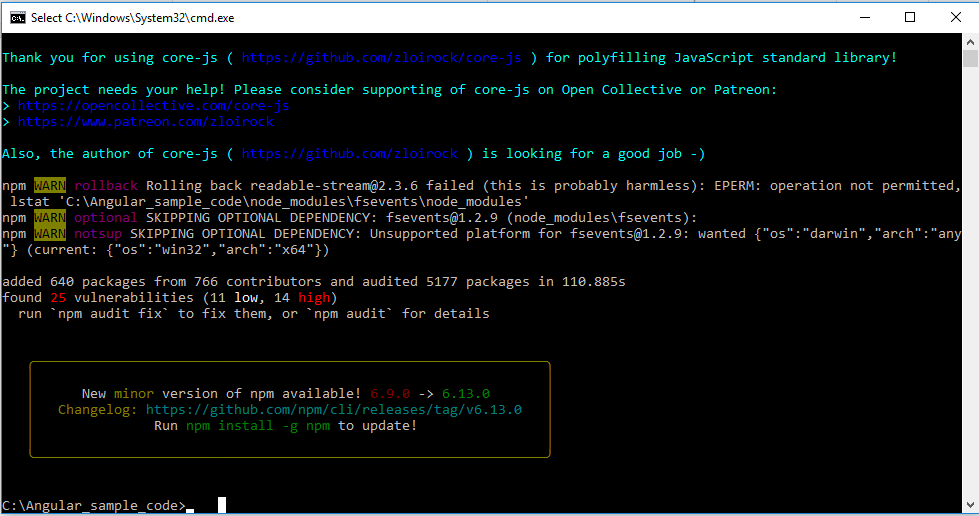 Select C:\Windows\System32\cmd.exe
Thank you for using core-js ( https://github.com/zloirock/core-js ) for polyfilling JavaScript standard library!
The project needs your help! Please consider supporting of core-js on Open Collective or Patreon:
> https://opencollective.com/core-js
> https://www.patreon.com/zloirock
Also, the author of core-js ( https://github.com/zloirock ) is looking for a good job -)
npm WARN rollback Rolling back readable-stream@2.3.6 failed (this is probably harmless): EPERM: operation not permitted,
lstat 'C:\Angular_sample_code\node_modules\fsevents\node_modules'
npm WARN optional SKIPPING OPTIONAL DEPENDENCY: fsevents@1.2.9 (node_modules\fsevents):
npm WARN notsup SKIPPING OPTIONAL DEPENDENCY: Unsupported platform for fsevents@1.2.9: wanted {"os":"darwin","arch":"any
"} (current: {"os":"win32","arch":"x64"})
added 640 packages from 766 contributors and audited 5177 packages in 110.885s
found 25 vulnerabilities (11 low, 14 high)
run `npm audit fix` to fix them, or `npm audit` for details
New minor version of npm available! 6.9.0 -> 6.13.0
Changelog: https://github.com/npm/cli/releases/tag/v6.13.0
Run npm install -g npm to update!
C:\Angular_sample_code>